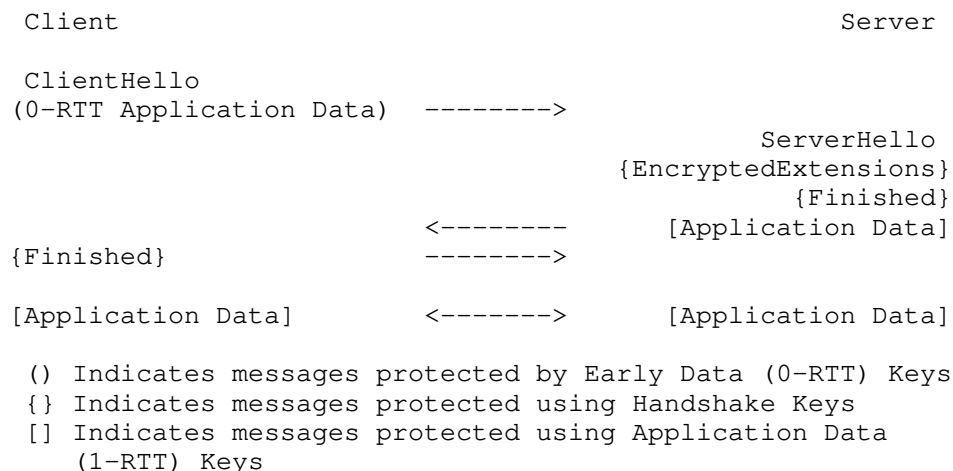 Client                                             Server

ClientHello
(0-RTT Application Data)  -------->
                                              ServerHello
                                    {EncryptedExtensions}
                                               {Finished}
                          <--------    [Application Data]
{Finished}                -------->

[Application Data]        <------->    [Application Data]

() Indicates messages protected by Early Data (0-RTT) Keys
{} Indicates messages protected using Handshake Keys
[] Indicates messages protected using Application Data
(1-RTT) Keys